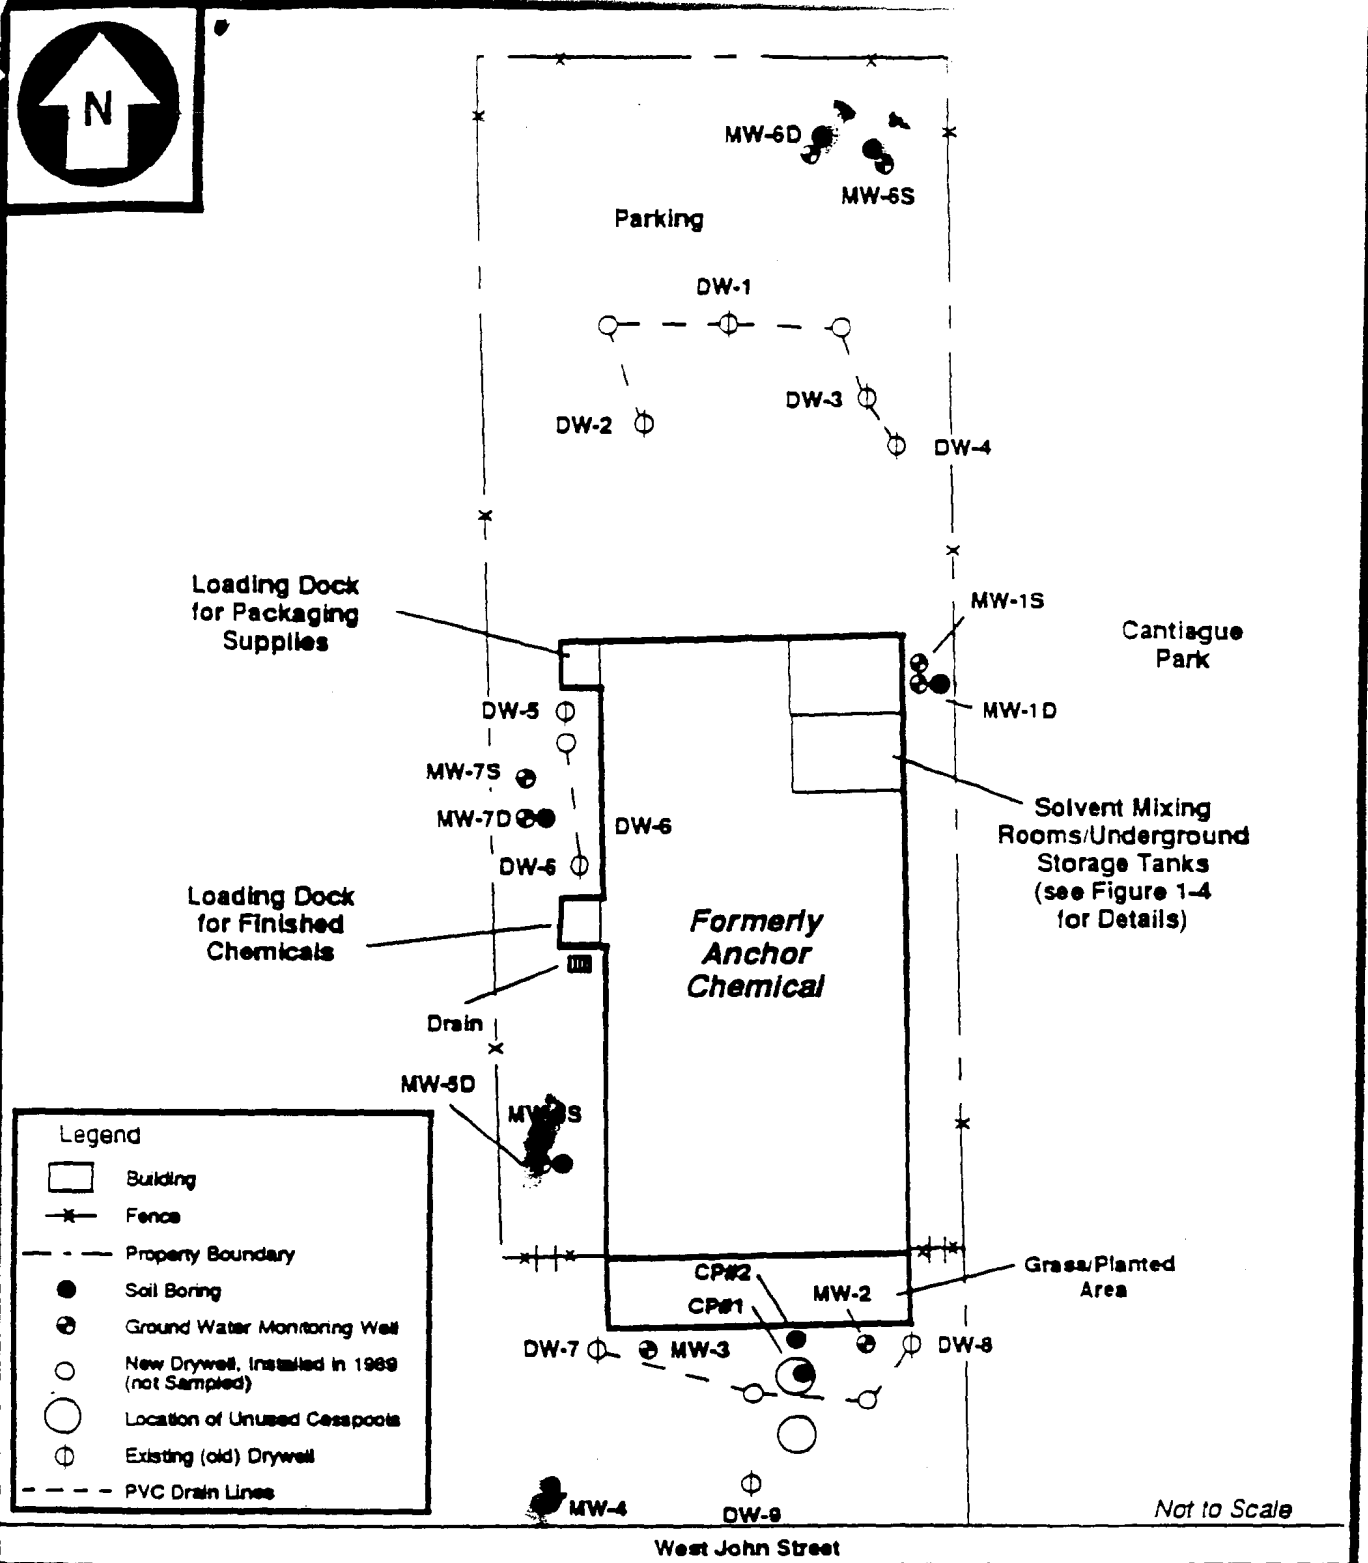 N
MW-6D
MW-6S
Parking
DW-1
DW-3
DW-2
DW-4
Loading Dock
for Packaging
Supplies
MW-1S
Cantiague
Park
MW-1D
DW-5
MW-7S
MW-7D
DW-6
DW-6
Solvent Mixing
Rooms/Underground
Storage Tanks
(see Figure 1-4
for Details)
Loading Dock
for Finished
Chemicals
Formerly
Anchor
Chemical
Drain
MW-5D
Legend
Building
Fence
Property Boundary
Soil Boring
Ground Water Monitoring Well
New Drywell, Installed in 1989
(not Sampled)
Location of Unused Cesspools
Existing (old) Drywell
PVC Drain Lines
CP#2
CP#1
MW-2
Grass/Planted
Area
DW-7
MW-3
DW-8
MW-4
DW-9
Not to Scale
West John Street